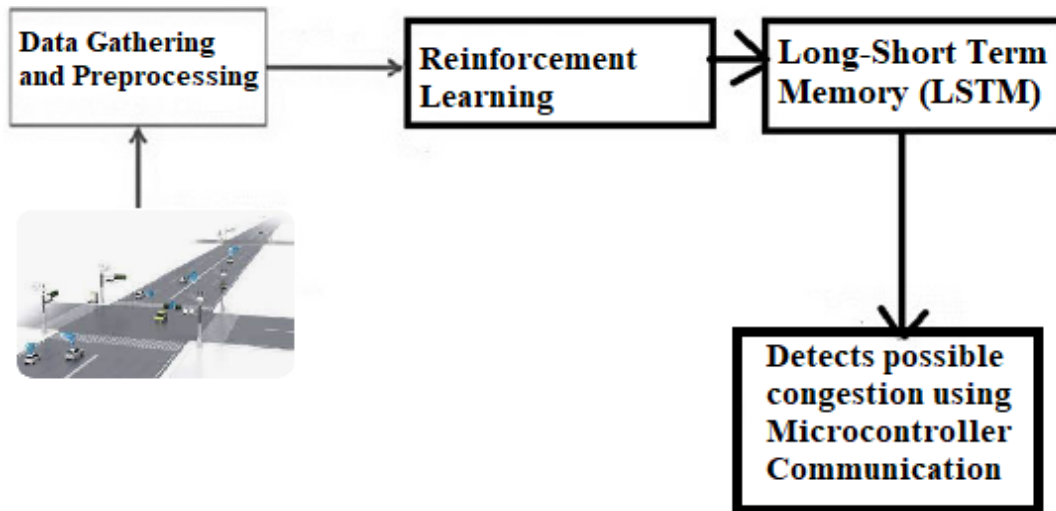 Data Gathering
and Preprocessing
Reinforcement
Learning
Long-Short Term
Memory (LSTM)
Detects possible
congestion using
Microcontroller
Communication